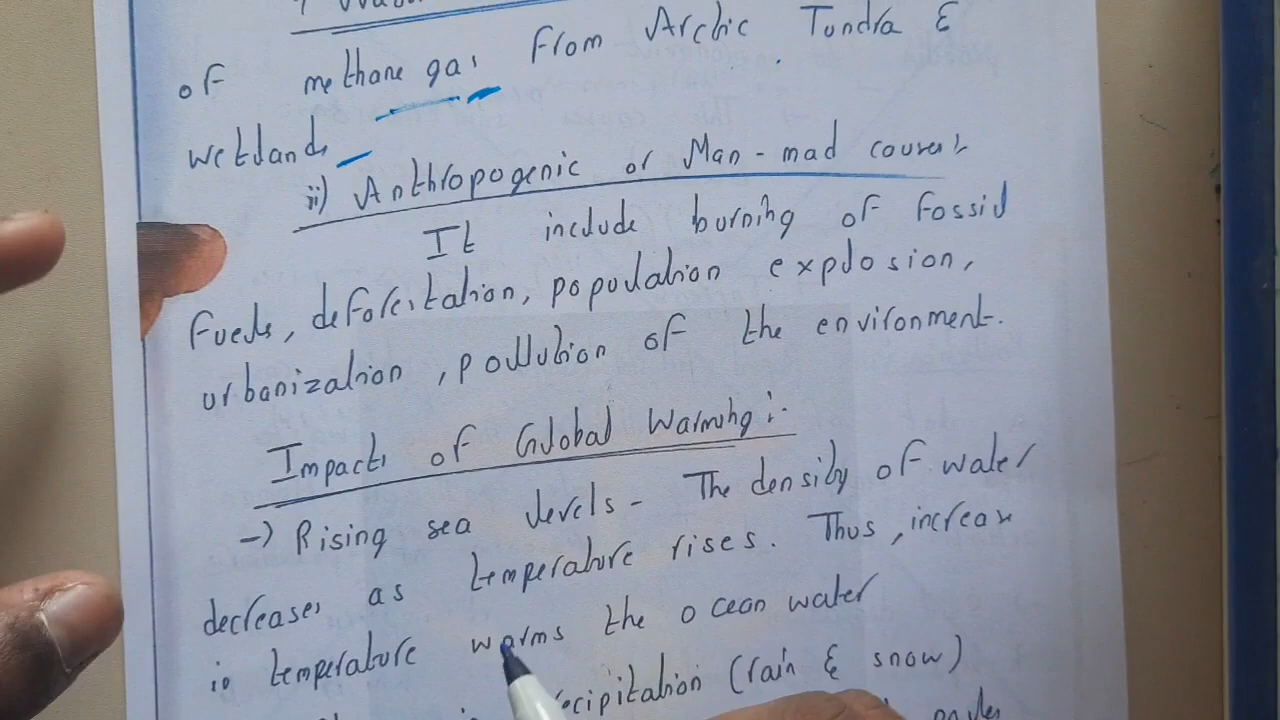 of methane gas from Arctic Tundra &
wetlands
ii) Anthropogenic or Man-mad couses
It include burning of fossil
fuels, deforestation, population explosion,
urbanization, pollution of the environment.
Impacts of Global Warming :-
-> Rising sea levels - The density of water
decreases as temperature rises. Thus, increase
in temperature warms the ocean water
(rain & snow)